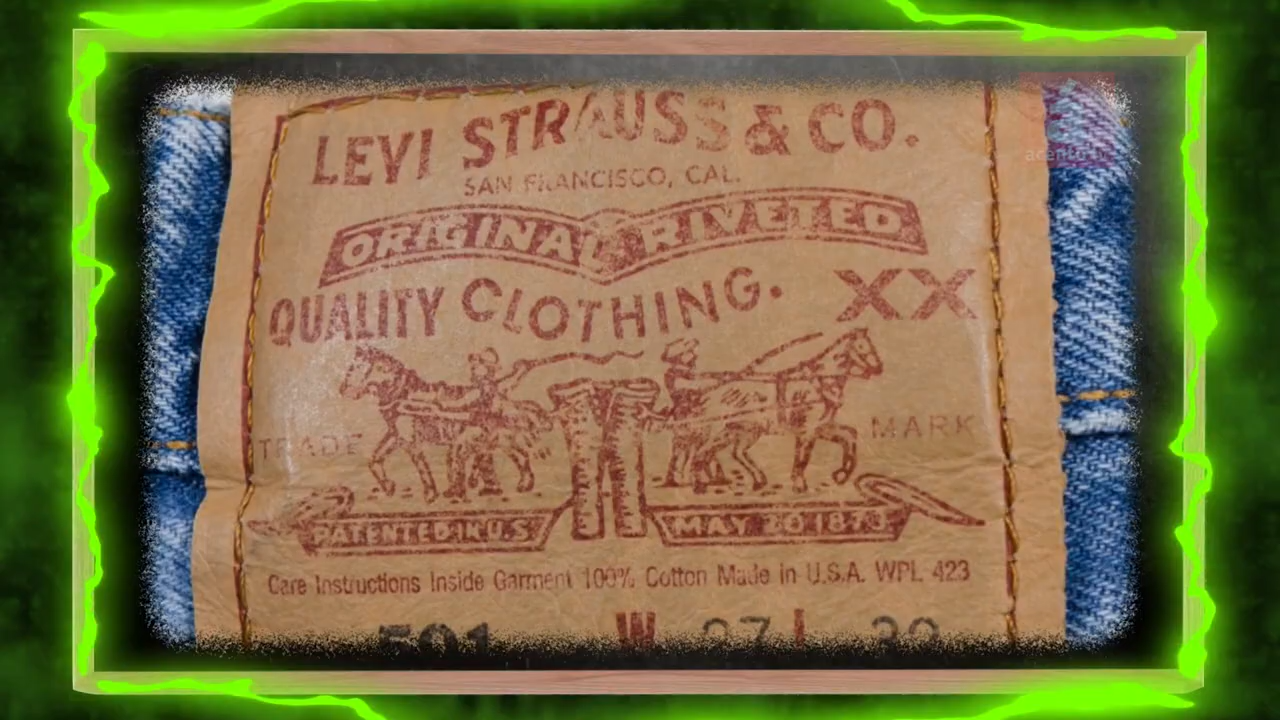 LEVI STRAUSS & CO.
SAN FRANCISCO, CAL.
ORIGINAL RIVETED
QUALITY CLOTHING. XX
TRADE MARK
PATENTED IN U.S MAY 20 1873
Care Instructions Inside Garment 100% Cotton Made in U.S.A. WPL 423
501 W L